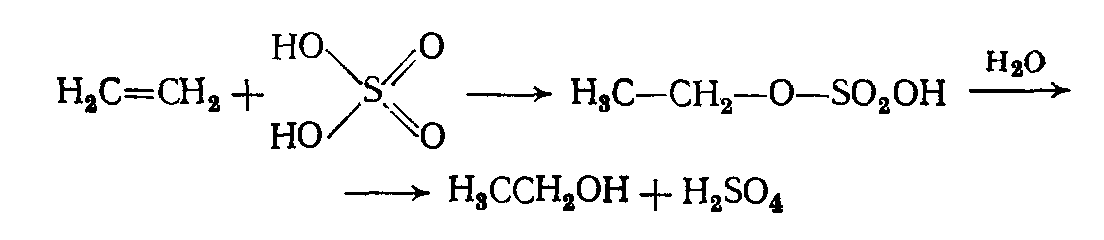 H₂C=CH₂ + HO HO S O O ⟶ H₃C—CH₂—O—SO₂OH H₂O ⟶
⟶ H₃CCH₂OH + H₂SO₄